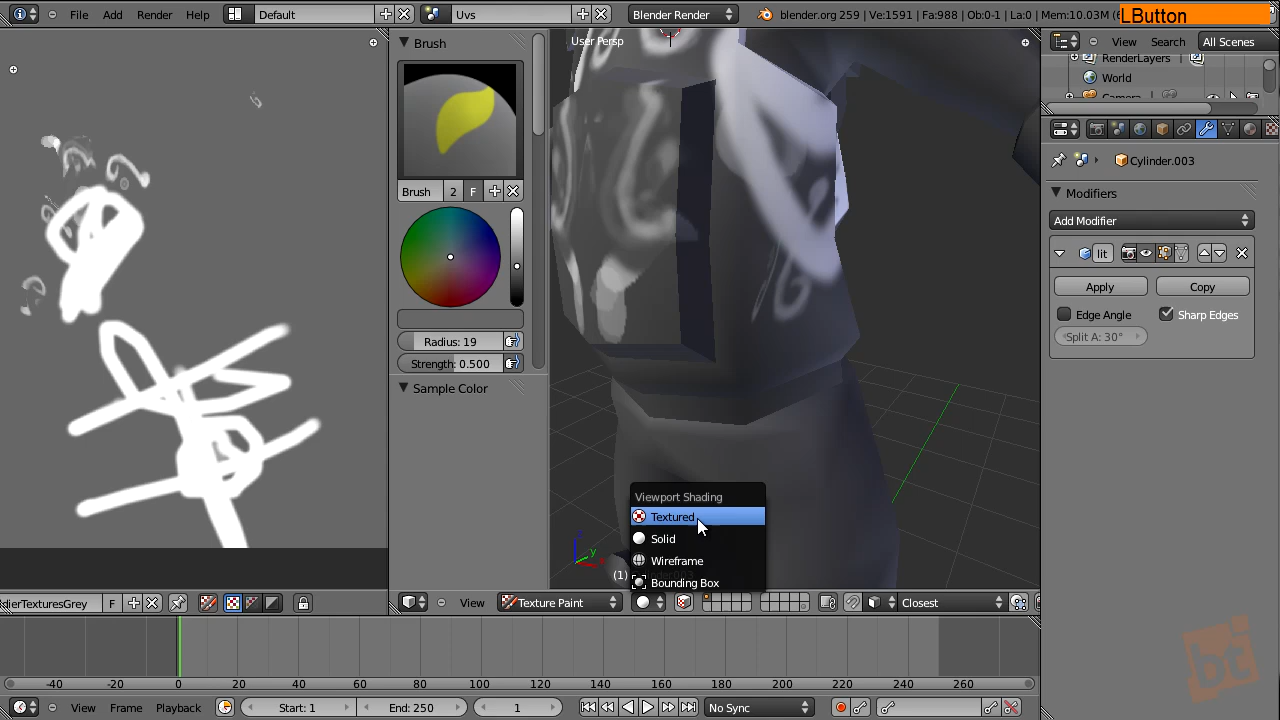 File Add Render Help Default Uvs Blender Render blender.org 259 | Ve:1591 | Fa:988 | Ob:0-1 | La:0 | Mem:10.03M
LButton
View Search All Scenes
RenderLayers
World
Camera
Cylinder.003
Modifiers
Add Modifier
lit
Apply Copy
Edge Angle Sharp Edges
Split A: 30°
Brush
Brush 2 F
Radius: 19
Strength: 0.500
Sample Color
User Persp
Viewport Shading
Textured
Solid
Wireframe
Bounding Box
z
y
(1)
dierTexturesGrey F
View Texture Paint Closest
-40 -20 0 20 40 60 80 100 120 140 160 180 200 220 240 260
View Frame Playback Start: 1 End: 250 1 No Sync
bt